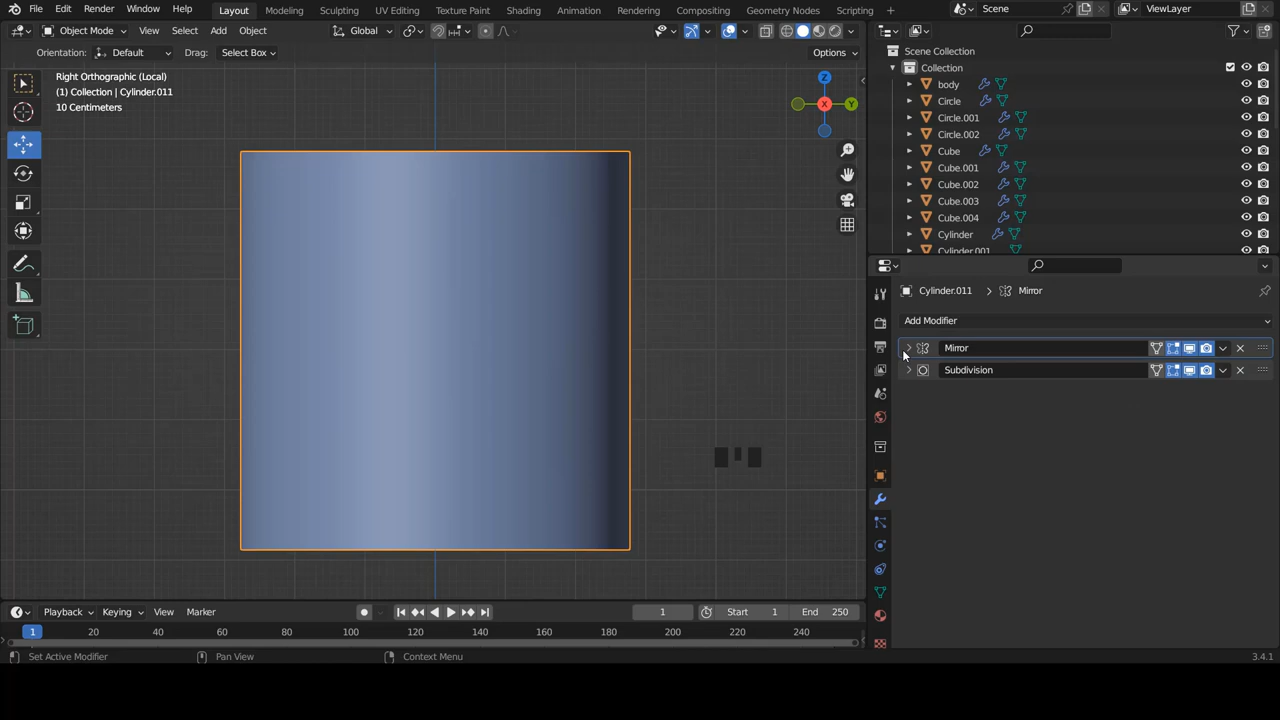 File Edit Render Window Help Layout Modeling Sculpting UV Editing Texture Paint Shading Animation Rendering Compositing Geometry Nodes Scripting Scene ViewLayer
Object Mode View Select Add Object Global
Orientation: Default Drag: Select Box Options
Right Orthographic (Local)
(1) Collection | Cylinder.011
10 Centimeters
Z
X
Y
Scene Collection
Collection
body
Circle
Circle.001
Circle.002
Cube
Cube.001
Cube.002
Cube.003
Cube.004
Cylinder
Cylinder.001
Cylinder.011 Mirror
Add Modifier
Mirror
Subdivision
Playback Keying View Marker 1 Start 1 End 250
1 20 40 60 80 100 120 140 160 180 200 220 240
Set Active Modifier Pan View Context Menu 3.4.1